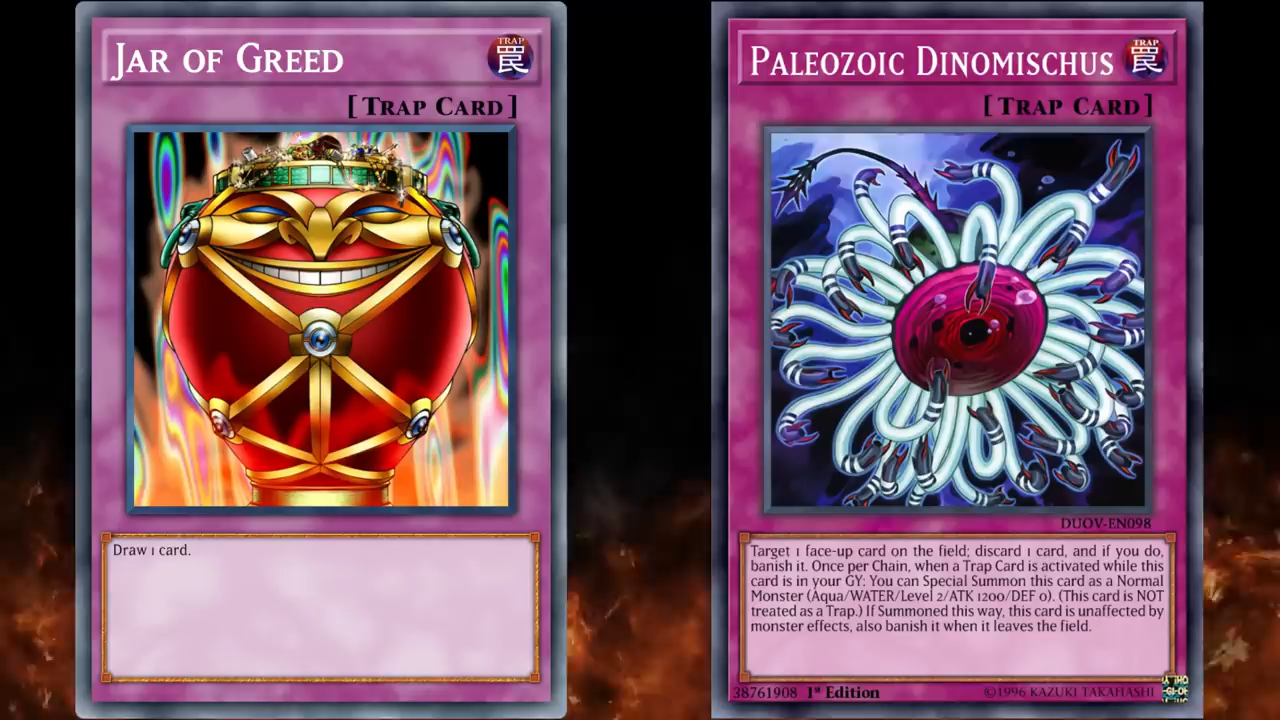 JAR OF GREED
TRAP
罠
[TRAP CARD]
Draw 1 card.
PALEOZOIC DINOMISCHUS
TRAP
罠
[TRAP CARD]
DUOV-EN098
Target 1 face-up card on the field; discard 1 card, and if you do,
banish it. Once per Chain, when a Trap Card is activated while this
card is in your GY: You can Special Summon this card as a Normal
Monster (Aqua/WATER/Level 2/ATK 1200/DEF 0). (This card is NOT
treated as a Trap.) If Summoned this way, this card is unaffected by
monster effects, also banish it when it leaves the field.
38761908 1st Edition ©1996 KAZUKI TAKAHASHI